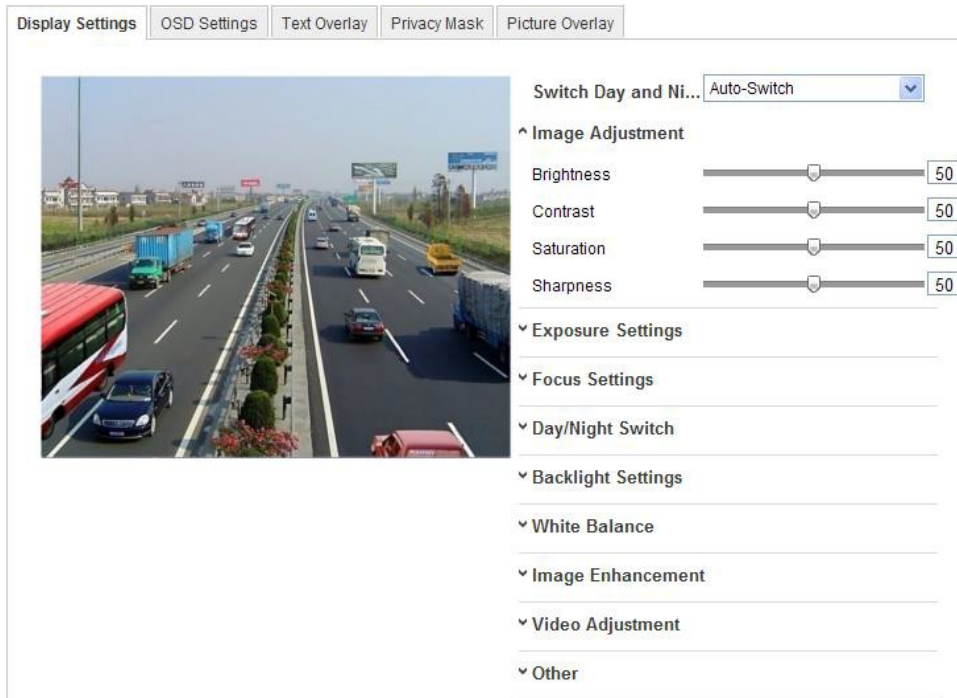 Display Settings OSD Settings Text Overlay Privacy Mask Picture Overlay
Switch Day and Ni... Auto-Switch
Image Adjustment
Brightness 50
Contrast 50
Saturation 50
Sharpness 50
Exposure Settings
Focus Settings
Day/Night Switch
Backlight Settings
White Balance
Image Enhancement
Video Adjustment
Other